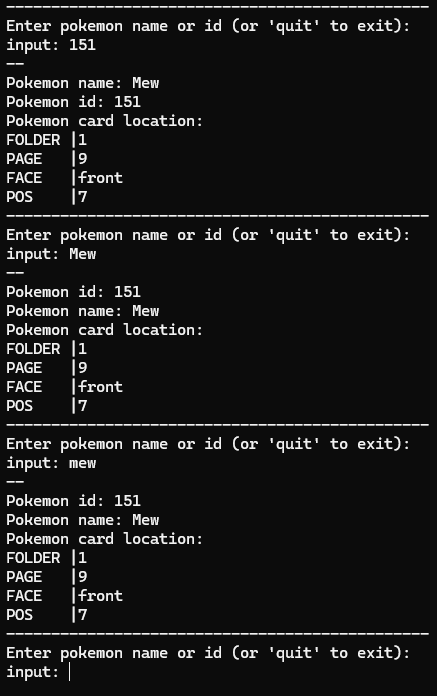 -----------------------------------------------
Enter pokemon name or id (or 'quit' to exit):
input: 151
--
Pokemon name: Mew
Pokemon id: 151
Pokemon card location:
FOLDER |1
PAGE   |9
FACE   |front
POS    |7
-----------------------------------------------
Enter pokemon name or id (or 'quit' to exit):
input: Mew
--
Pokemon id: 151
Pokemon name: Mew
Pokemon card location:
FOLDER |1
PAGE   |9
FACE   |front
POS    |7
-----------------------------------------------
Enter pokemon name or id (or 'quit' to exit):
input: mew
--
Pokemon id: 151
Pokemon name: Mew
Pokemon card location:
FOLDER |1
PAGE   |9
FACE   |front
POS    |7
-----------------------------------------------
Enter pokemon name or id (or 'quit' to exit):
input: